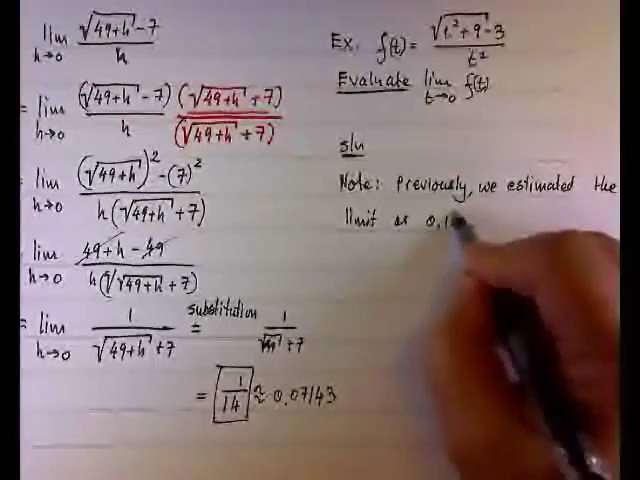 lim h→0 (√(49+h) - 7) / h
= lim h→0 (√(49+h) - 7) / h · (√(49+h) + 7) / (√(49+h) + 7)
= lim h→0 ((√(49+h))² - (7)²) / (h(√(49+h) + 7))
= lim h→0 (49 + h - 49) / (h(√(49+h) + 7))
= lim h→0 1 / (√(49+h) + 7) substitution = 1 / (√49 + 7)
= 1/14 ≈ 0.07143
Ex. f(t) = (√(t² + 9) - 3) / t²
Evaluate lim t→0 f(t)
sln
Note: Previously, we estimated the
limit as 0.1